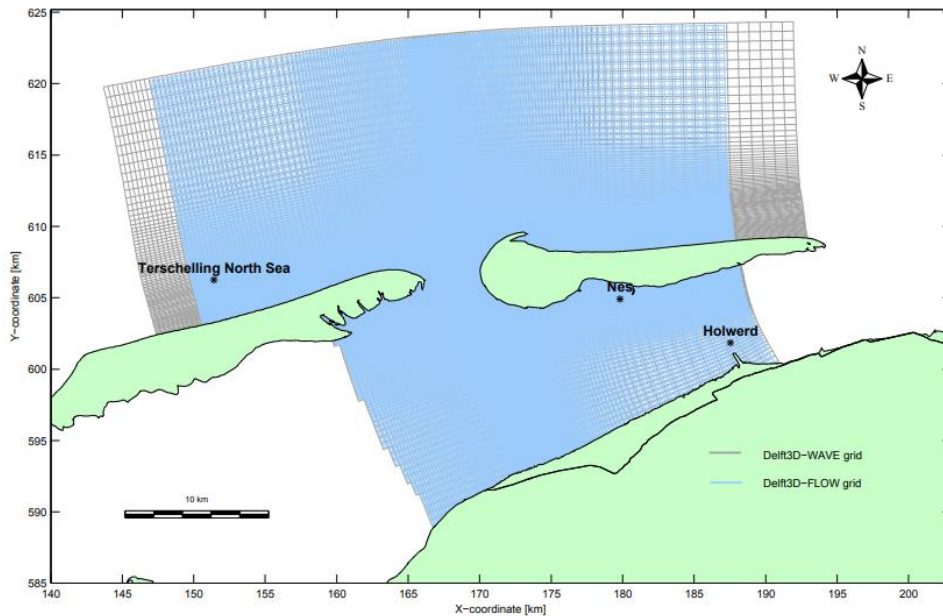 625
620
615
610
605
600
595
590
585
Y-coordinate [km]
N
W E
S
Terschelling North Sea
Nes
Holwerd
Delft3D-WAVE grid
Delft3D-FLOW grid
10 km
140 145 150 155 160 165 170 175 180 185 190 195 200
X-coordinate [km]